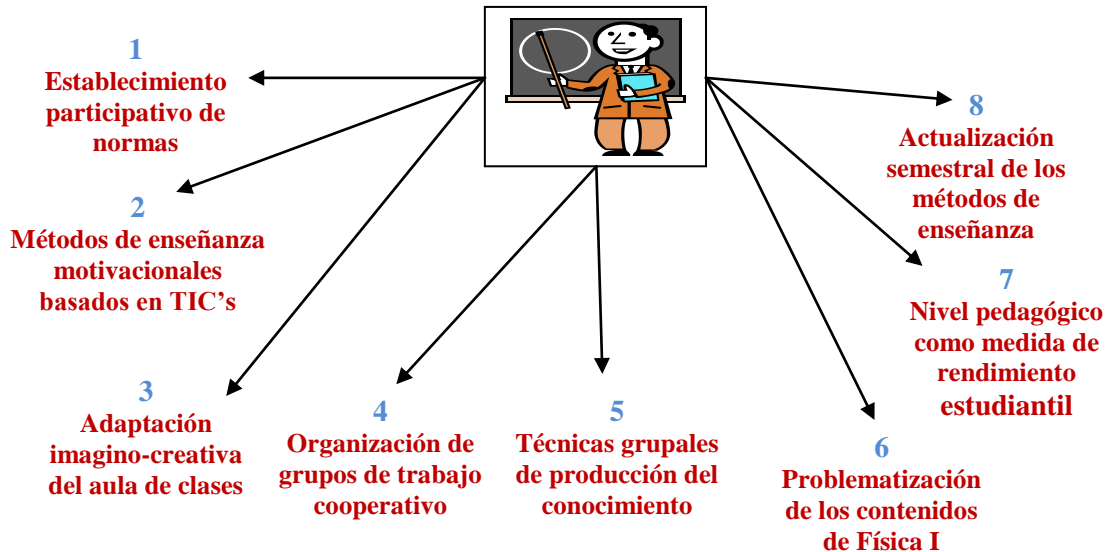 1
Establecimiento
participativo de
normas
2
Métodos de enseñanza
motivacionales
basados en TIC’s
3
Adaptación
imagino-creativa
del aula de clases
4
Organización de
grupos de trabajo
cooperativo
5
Técnicas grupales
de producción del
conocimiento
6
Problematización
de los contenidos
de Física I
7
Nivel pedagógico
como medida de
rendimiento
estudiantil
8
Actualización
semestral de los
métodos de
enseñanza